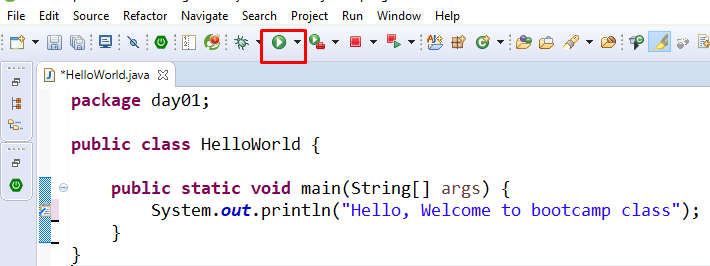 Edit Source Refactor Navigate Search Project Run Window Help
*HelloWorld.java
package day01;
public class HelloWorld {
public static void main(String[] args) {
System.out.println("Hello, Welcome to bootcamp class");
}
}